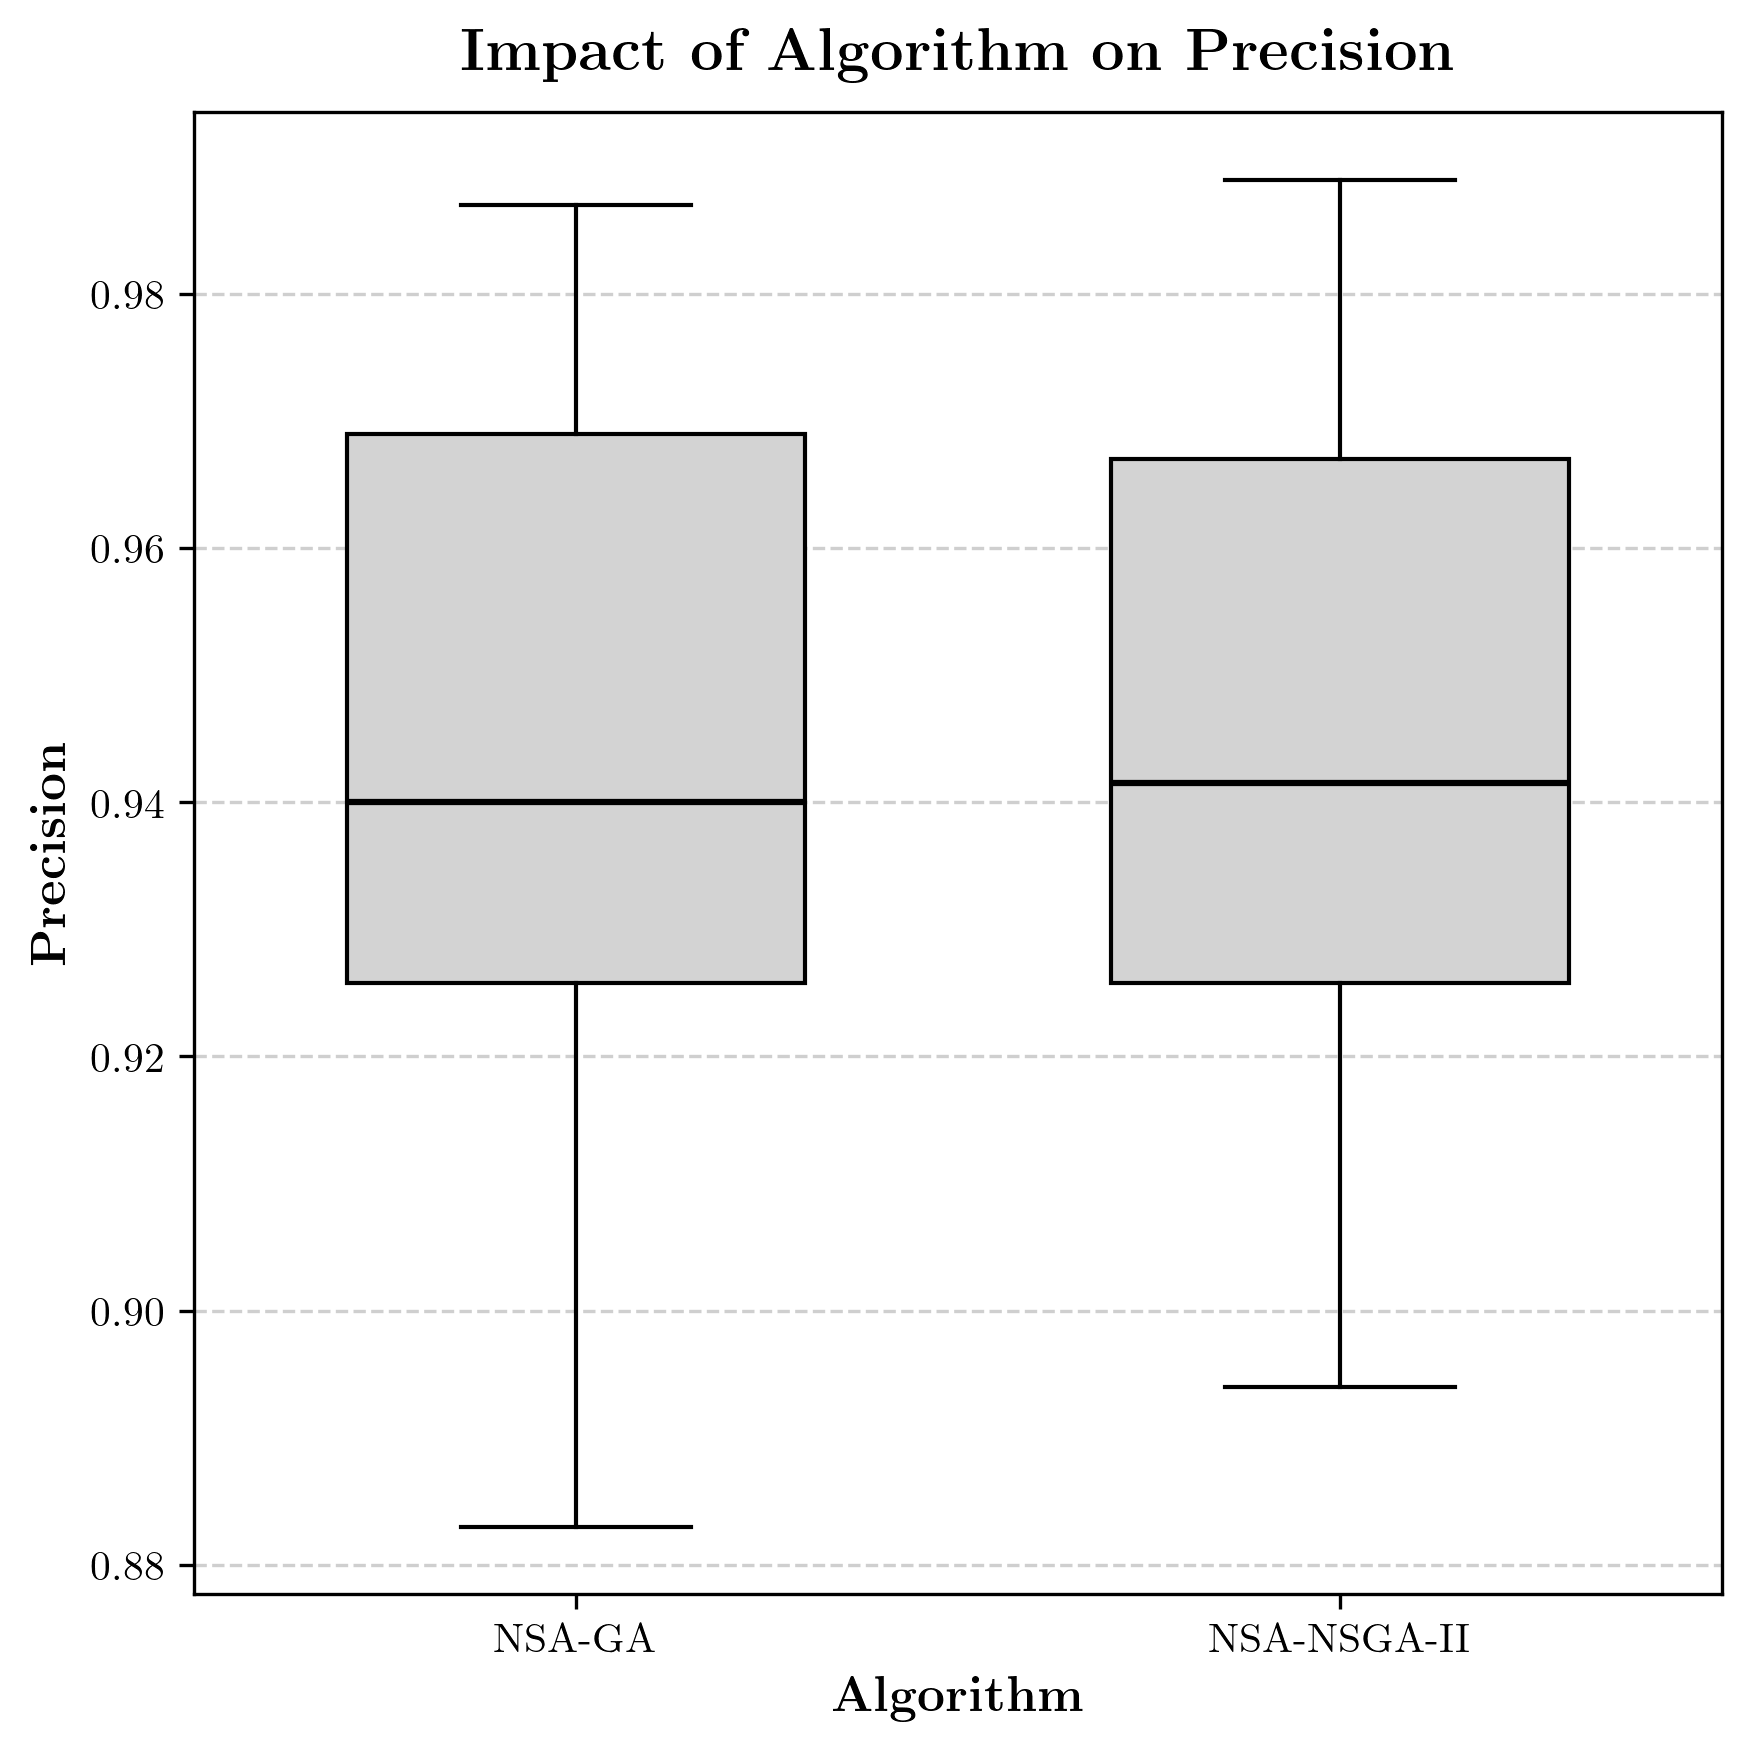 Impact of Algorithm on Precision
Precision
0.98
0.96
0.94
0.92
0.90
0.88
NSA-GA
NSA-NSGA-II
Algorithm